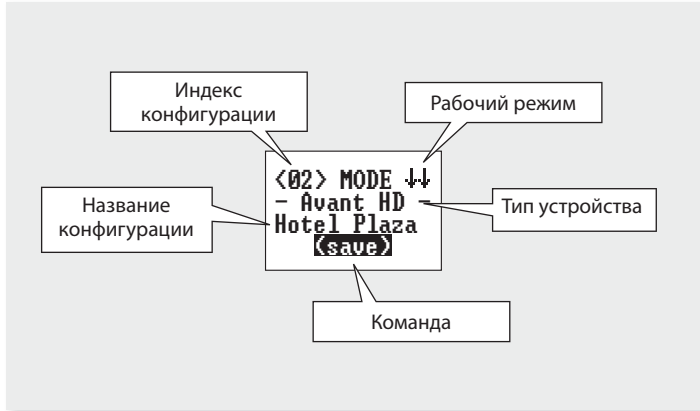 Индекс
конфигурации
Рабочий режим
<02> MODE ↓↓
- Avant HD -
Hotel Plaza
(save)
Название
конфигурации
Тип устройства
Команда